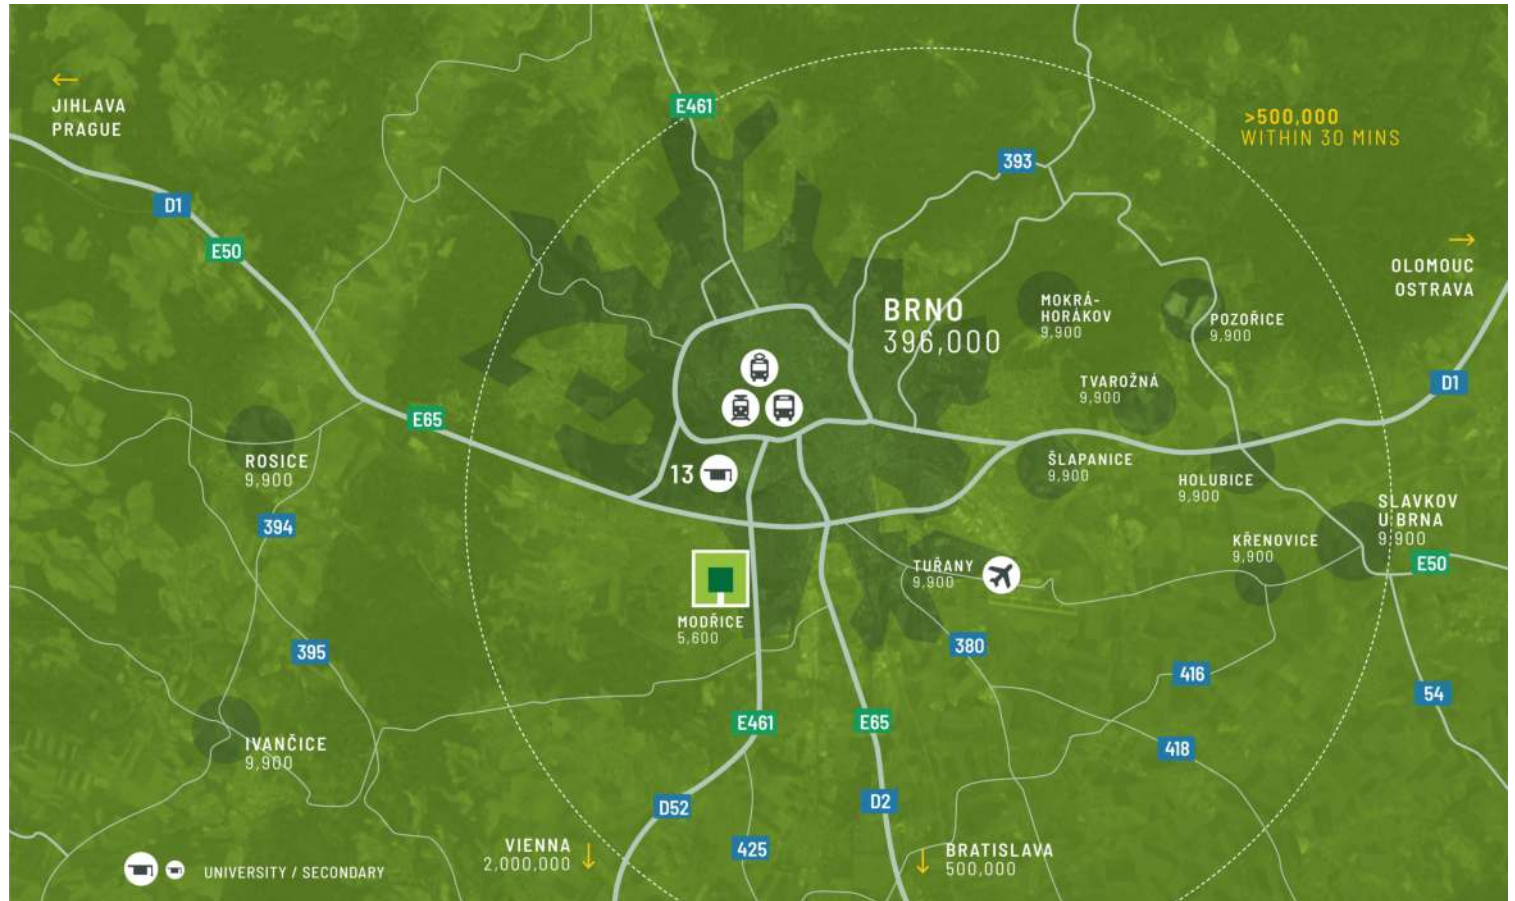 JIHLAVA
PRAGUE
E461
>500,000
WITHIN 30 MINS
393
D1
E50
OLOMOUC
OSTRAVA
BRNO
396,000
MOKRÁ-
HORÁKOV
9,900
POZOŘICE
9,900
TVAROŽNÁ
9,900
D1
E65
ROSICE
9,900
13
ŠLAPANICE
9,900
HOLUBICE
9,900
SLAVKOV
U BRNA
9,900
394
KŘENOVICE
9,900
E50
TUŘANY
9,900
MODŘICE
5,600
395
380
416
54
E461
E65
418
IVANČICE
9,900
D52
D2
425
VIENNA
2,000,000
BRATISLAVA
500,000
UNIVERSITY / SECONDARY